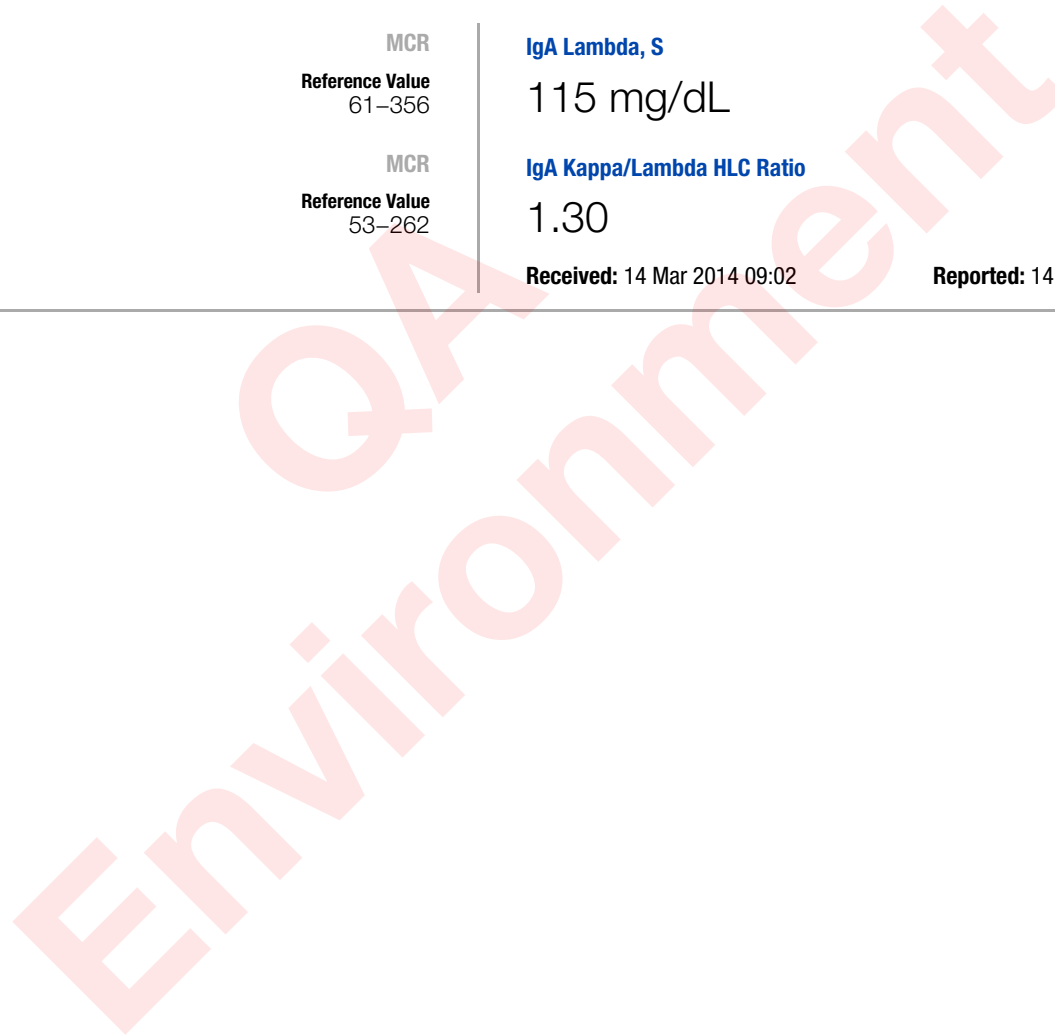 MCR
Reference Value
61–356
MCR
Reference Value
53–262
IgA Lambda, S
115 mg/dL
IgA Kappa/Lambda HLC Ratio
1.30
Received: 14 Mar 2014 09:02
Reported: 14
QA
Environment